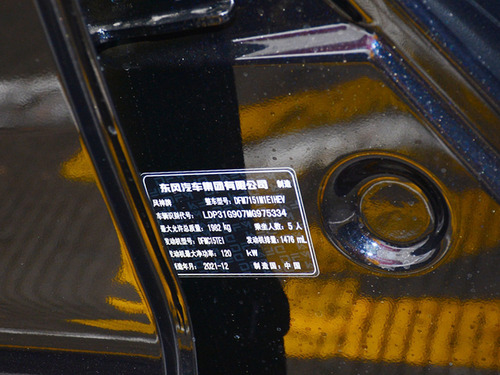 东风汽车集团有限公司 制造
风神牌 整车型号: DFM7151M1E1HEV
车辆识别代号: LDP31G907MG975334
最大允许总质量: 1982 kg 乘坐人数: 5 人
发动机型号: DFMC15TE1 发动机排量: 1476 mL
发动机最大净功率: 120 kW
制造年月: 2021-12 制造国: 中 国